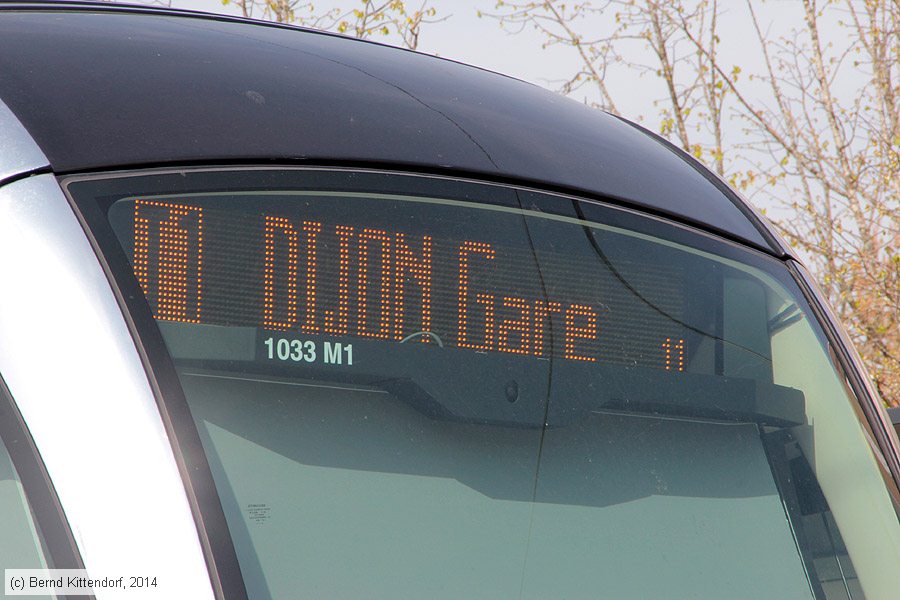 T1 DIJON Gare
1033 M1
(c) Bernd Kittendorf, 2014